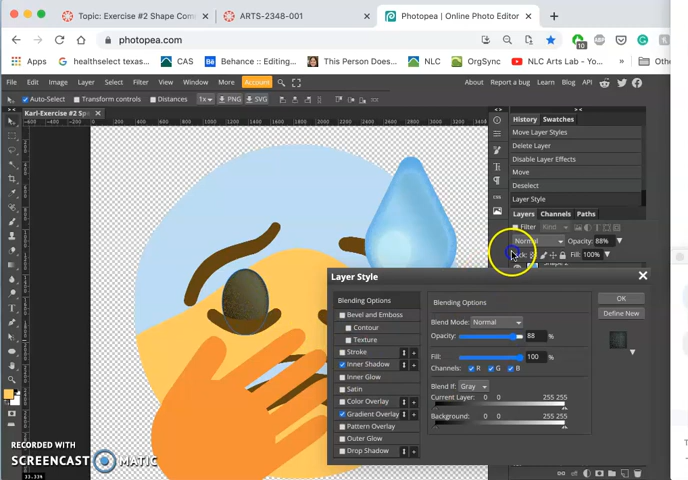 Topic: Exercise #2 Shape Com
ARTS-2348-001
Photopea | Online Photo Editor
photopea.com
Apps
healthselect texas...
CAS
Behance :: Editing...
This Person Does...
NLC
OrgSync
NLC Arts Lab - Yo...
»
Othe
File Edit Image Layer Select Filter View Window More Account
About Report a bug Learn Blog API
Auto-Select Transform controls Distances 1x PNG SVG
Karl-Exercise #2 Sp
History Swatches
Move Layer Styles
Delete Layer
Disable Layer Effects
Move
Deselect
Layer Style
Layers Channels Paths
Filter Kind
Normal Opacity: 88%
Fill: 100%
Layer Style
Blending Options
Bevel and Emboss
Contour
Texture
Stroke
Inner Shadow
Inner Glow
Satin
Color Overlay
Gradient Overlay
Pattern Overlay
Outer Glow
Drop Shadow
Blending Options
Blend Mode: Normal
Opacity: 88 %
Fill: 100 %
Channels: R G B
Blend If: Gray
Current Layer: 0 0 255 255
Background: 0 0 255 255
OK
Define New
33.33%
RECORDED WITH
SCREENCAST MATIC